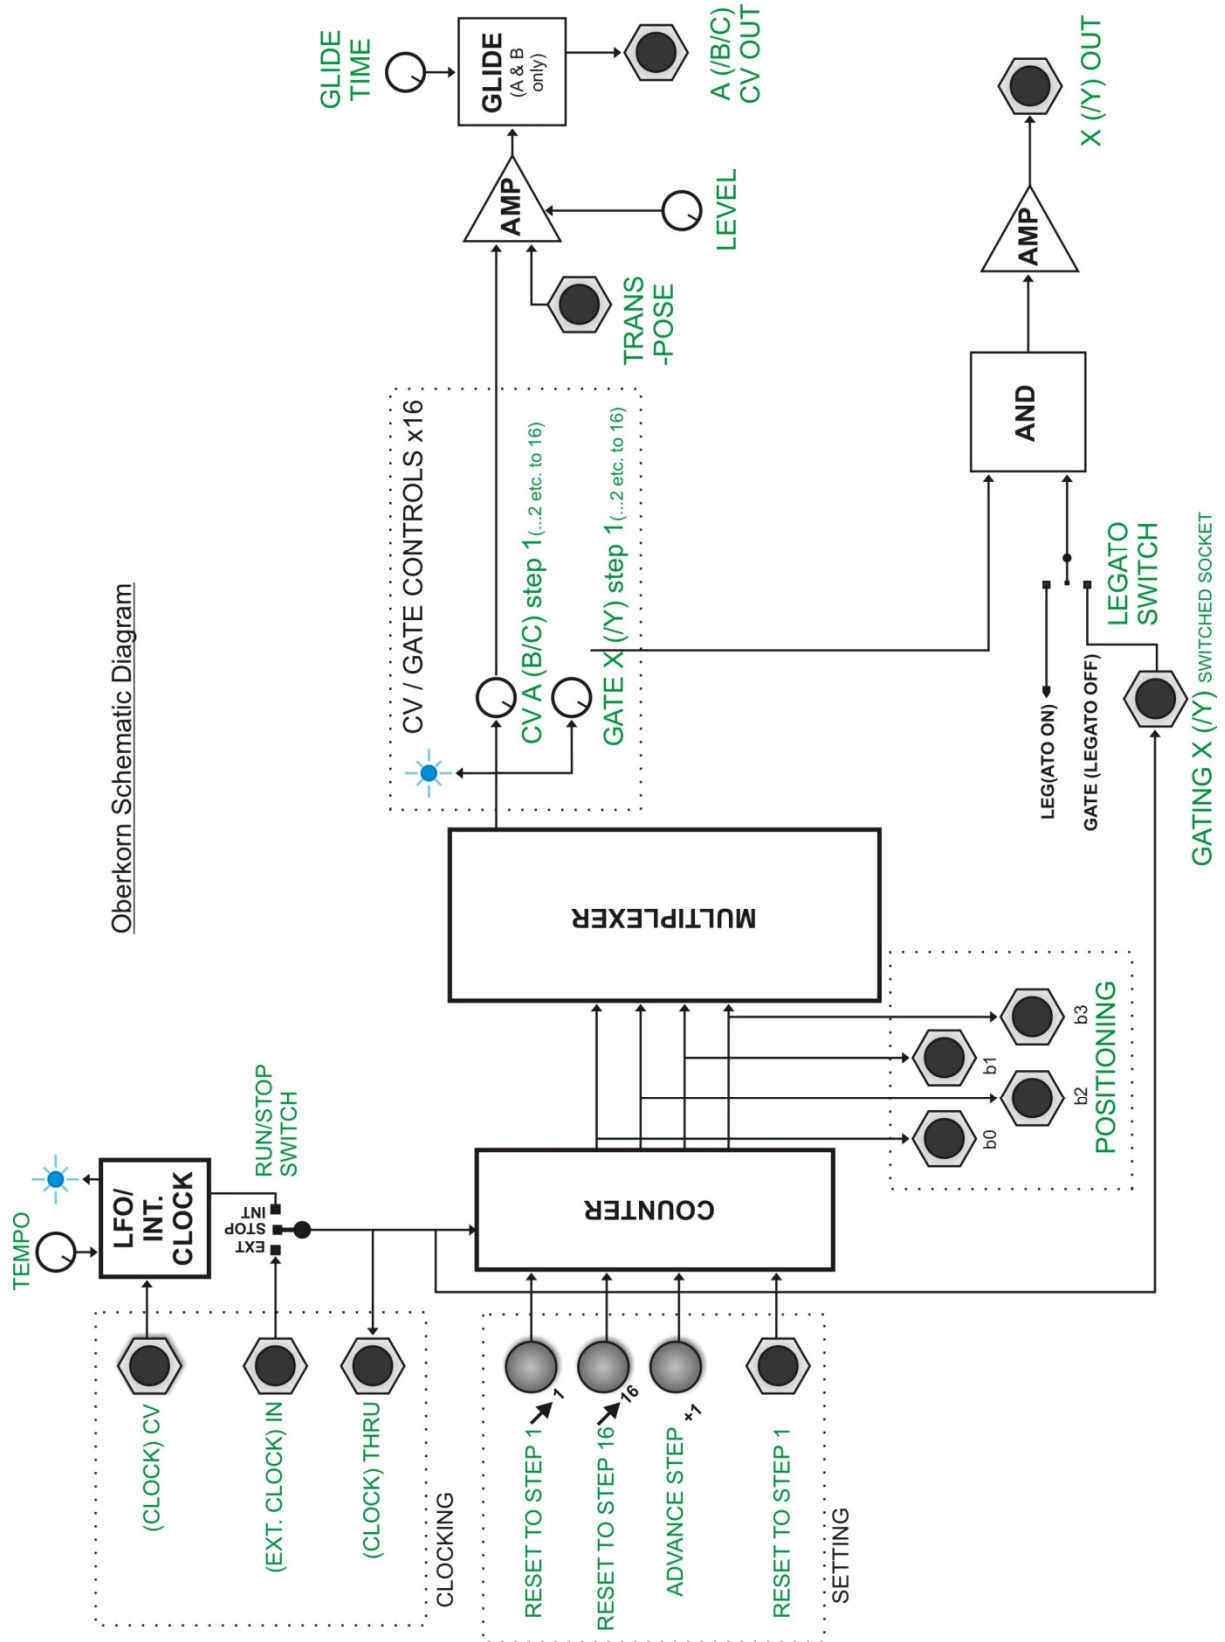 Oberkorn Schematic Diagram
TEMPO
LFO/
INT.
CLOCK
RUN/STOP
SWITCH
INT
STOP
EXT
(CLOCK) CV
(EXT. CLOCK) IN
(CLOCK) THRU
CLOCKING
RESET TO STEP 1
1
RESET TO STEP 16
16
ADVANCE STEP
+1
RESET TO STEP 1
SETTING
COUNTER
MULTIPLEXER
b0
b2
b1
b3
POSITIONING
CV / GATE CONTROLS x16
CV A (B/C) step 1(...2 etc. to 16)
GATE X (/Y) step 1(...2 etc. to 16)
TRANS
-POSE
LEVEL
AMP
GLIDE
TIME
GLIDE
(A & B
only)
A (/B/C)
CV OUT
LEG(ATO ON)
GATE (LEGATO OFF)
LEGATO
SWITCH
GATING X (/Y) SWITCHED SOCKET
AND
AMP
X (/Y) OUT